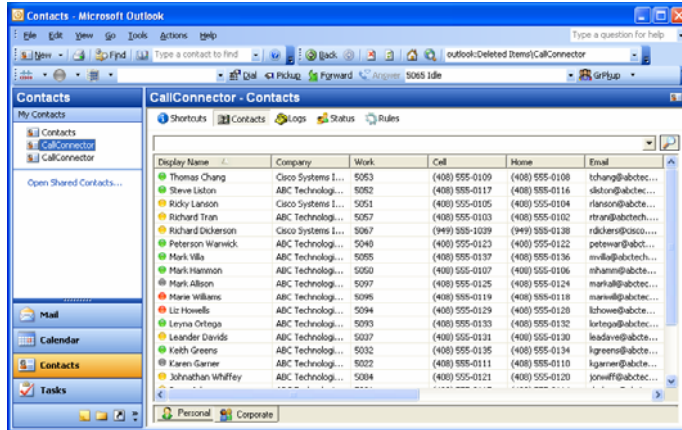 Contacts - Microsoft Outlook
File Edit View Go Tools Actions Help Type a question for help
New Find Type a contact to find Back outlook:Deleted Items\CallConnector
Dial Pickup Forward Answer 5065 Idle GrPkup
Contacts
My Contacts
Contacts
CallConnector
CallConnector
Open Shared Contacts...
Mail
Calendar
Contacts
Tasks
CallConnector - Contacts
Shortcuts Contacts Logs Status Rules
Display Name Company Work Cell Home Email
Thomas Chang Cisco Systems I... 5053 (408) 555-0109 (408) 555-0108 tchang@abctec...
Steve Liston ABC Technologi... 5052 (408) 555-0117 (408) 555-0116 sliston@abctec...
Ricky Lanson Cisco Systems I... 5051 (408) 555-0105 (408) 555-0104 rlanson@abcte...
Richard Tran ABC Technologi... 5057 (408) 555-0103 (408) 555-0102 rtran@abctech....
Richard Dickerson Cisco Systems I... 5067 (949) 555-1039 (949) 555-0138 rdickers@cisco....
Peterson Warwick ABC Technologi... 5048 (408) 555-0123 (408) 555-0122 petewar@abct...
Mark Villa ABC Technologi... 5055 (408) 555-0137 (408) 555-0136 mvilla@abctech...
Mark Hammon ABC Technologi... 5050 (408) 555-0107 (408) 555-0106 mhamm@abcte...
Mark Allison ABC Technologi... 5097 (408) 555-0125 (408) 555-0124 markall@abctec...
Marie Williams ABC Technologi... 5095 (408) 555-0119 (408) 555-0118 mariwill@abctec...
Liz Howells ABC Technologi... 5094 (408) 555-0129 (408) 555-0128 lizhowe@abcte...
Leyna Ortega ABC Technologi... 5093 (408) 555-0133 (408) 555-0132 lortega@abctec...
Leander Davids ABC Technologi... 5037 (408) 555-0131 (408) 555-0130 leadave@abcte...
Keith Greens ABC Technologi... 5032 (408) 555-0135 (408) 555-0134 kgreens@abcte...
Karen Garner ABC Technologi... 5022 (408) 555-0111 (408) 555-0110 kgarner@abcte...
Johnathan Whiffey ABC Technologi... 5084 (408) 555-0121 (408) 555-0120 jonwiff@abctec...
Personal Corporate